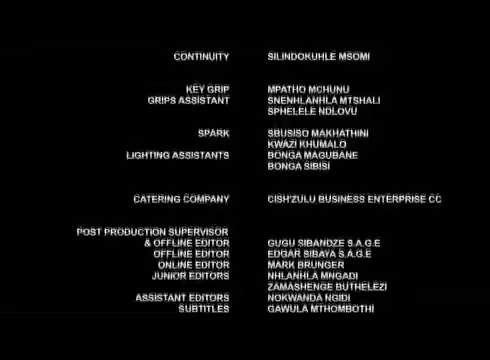 CONTINUITY SILINDOKUHLE MSOMI
KEY GRIP MPATHO MCHUNU
GRIPS ASSISTANT SNENHLANHLA MTSHALI
SPHELELE NDLOVU
SPARK SBUSISO MAKHATHINI
KWAZI KHUMALO
LIGHTING ASSISTANTS BONGA MAGUBANE
BONGA SIBISI
CATERING COMPANY CISH'ZULU BUSINESS ENTERPRISE CC
POST PRODUCTION SUPERVISOR
& OFFLINE EDITOR GUGU SIBANDZE S.A.G.E
OFFLINE EDITOR EDGAR SIBAYA S.A.G.E
ONLINE EDITOR MARK BRUNGER
JUNIOR EDITORS NHLANHLA MNGADI
ZAMASHENGE BUTHELEZI
ASSISTANT EDITORS NOKWANDA NGIDI
SUBTITLES GAWULA MTHOMBOTHI